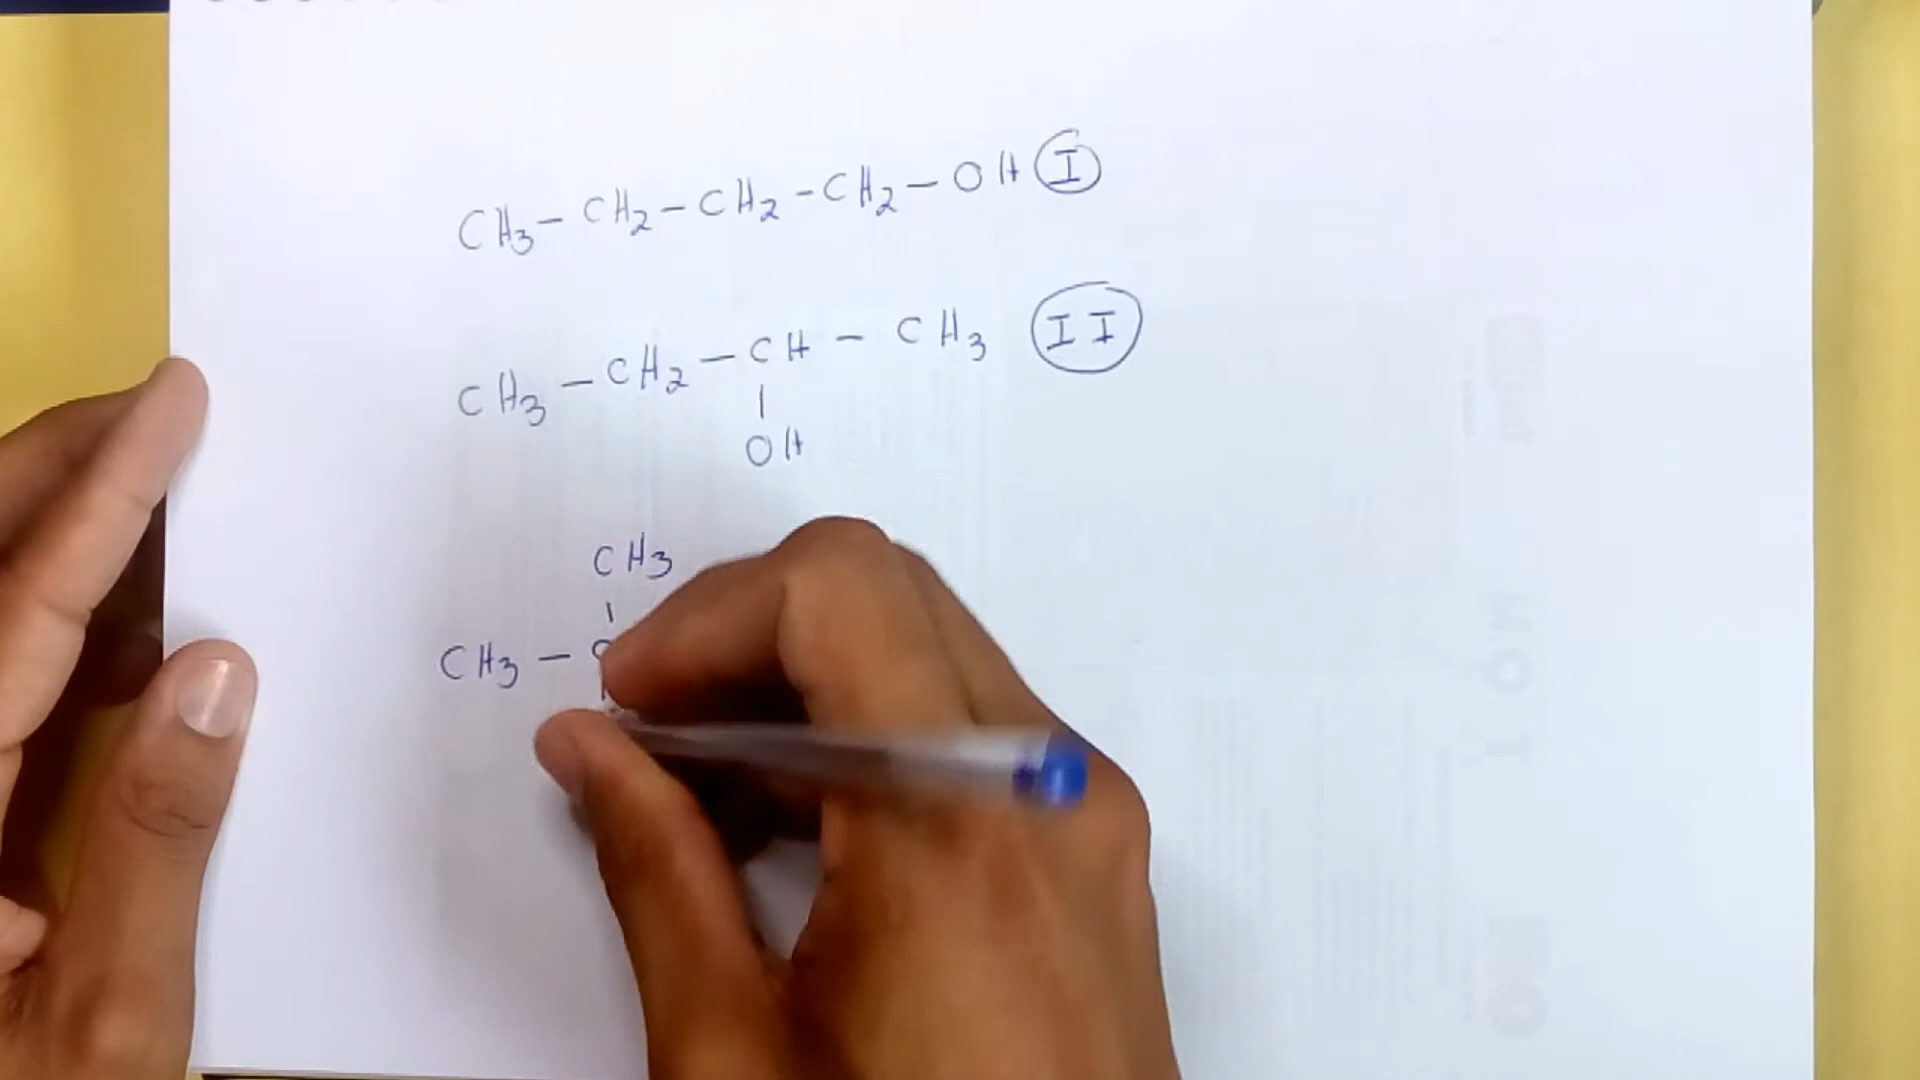 CH3 - CH2 - CH2 - CH2 - OH I
CH3 - CH2 - CH - CH3 II
|
OH
CH3
|
CH3 - C
|